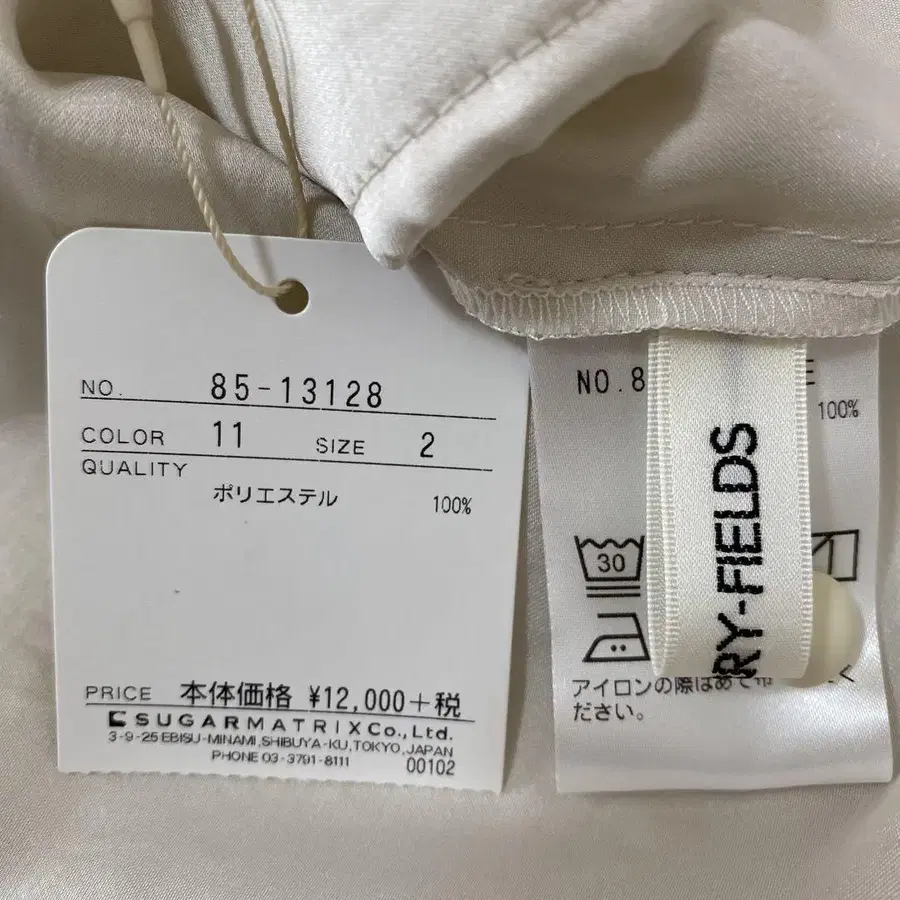 NO. 85-13128
COLOR 11 SIZE 2
QUALITY
ポリエステル 100%
PRICE 本体価格 ¥12,000+税
SUGARMATRIX Co., Ltd.
3-9-25 EBISU-MINAMI, SHIBUYA-KU, TOKYO, JAPAN
PHONE 03-3791-8111
00102
NO.8
100%
30
RY-FIELDS
アイロンの際はあて
ださい。